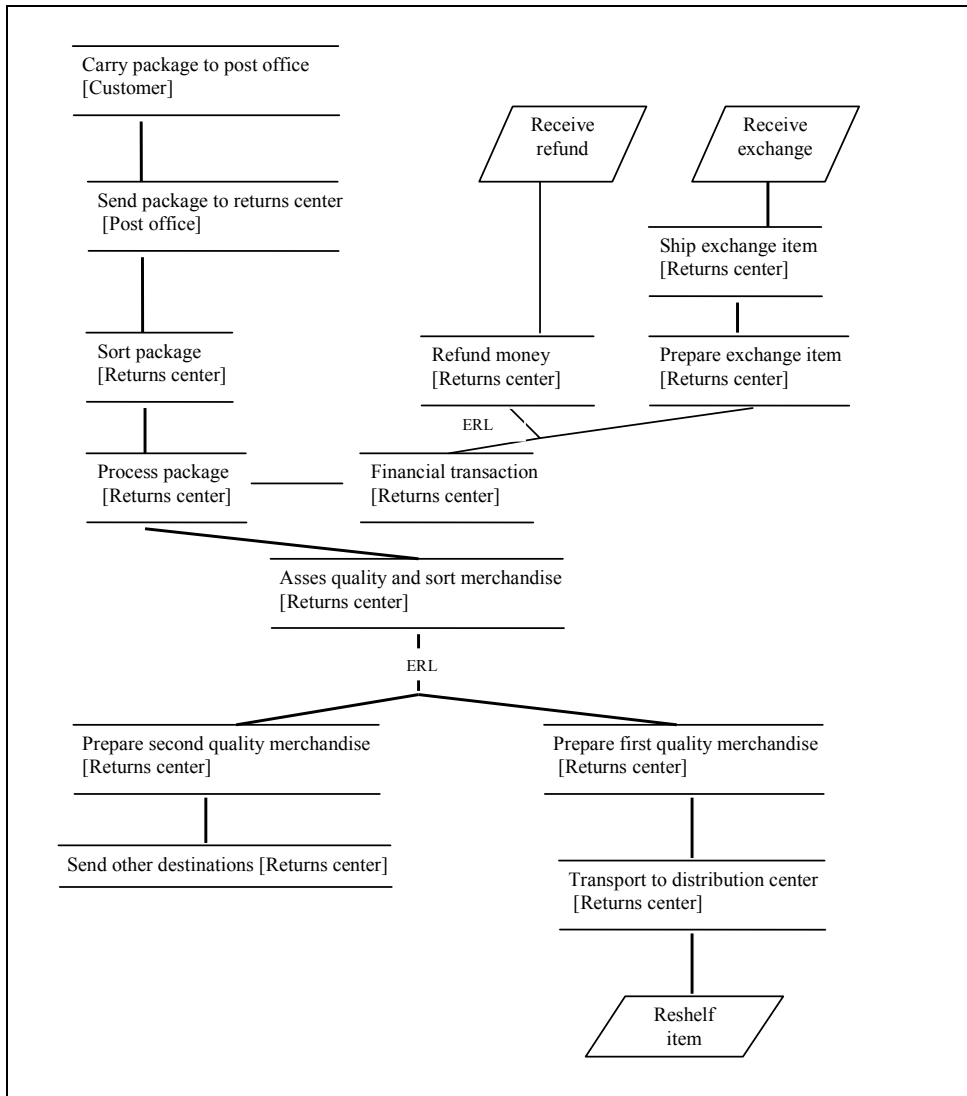 Carry package to post office
[Customer]
Receive
refund
Receive
exchange
Send package to returns center
[Post office]
Ship exchange item
[Returns center]
Sort package
[Returns center]
Refund money
[Returns center]
Prepare exchange item
[Returns center]
ERL
Process package
[Returns center]
Financial transaction
[Returns center]
Asses quality and sort merchandise
[Returns center]
ERL
Prepare second quality merchandise
[Returns center]
Prepare first quality merchandise
[Returns center]
Send other destinations [Returns center]
Transport to distribution center
[Returns center]
Reshelf
item